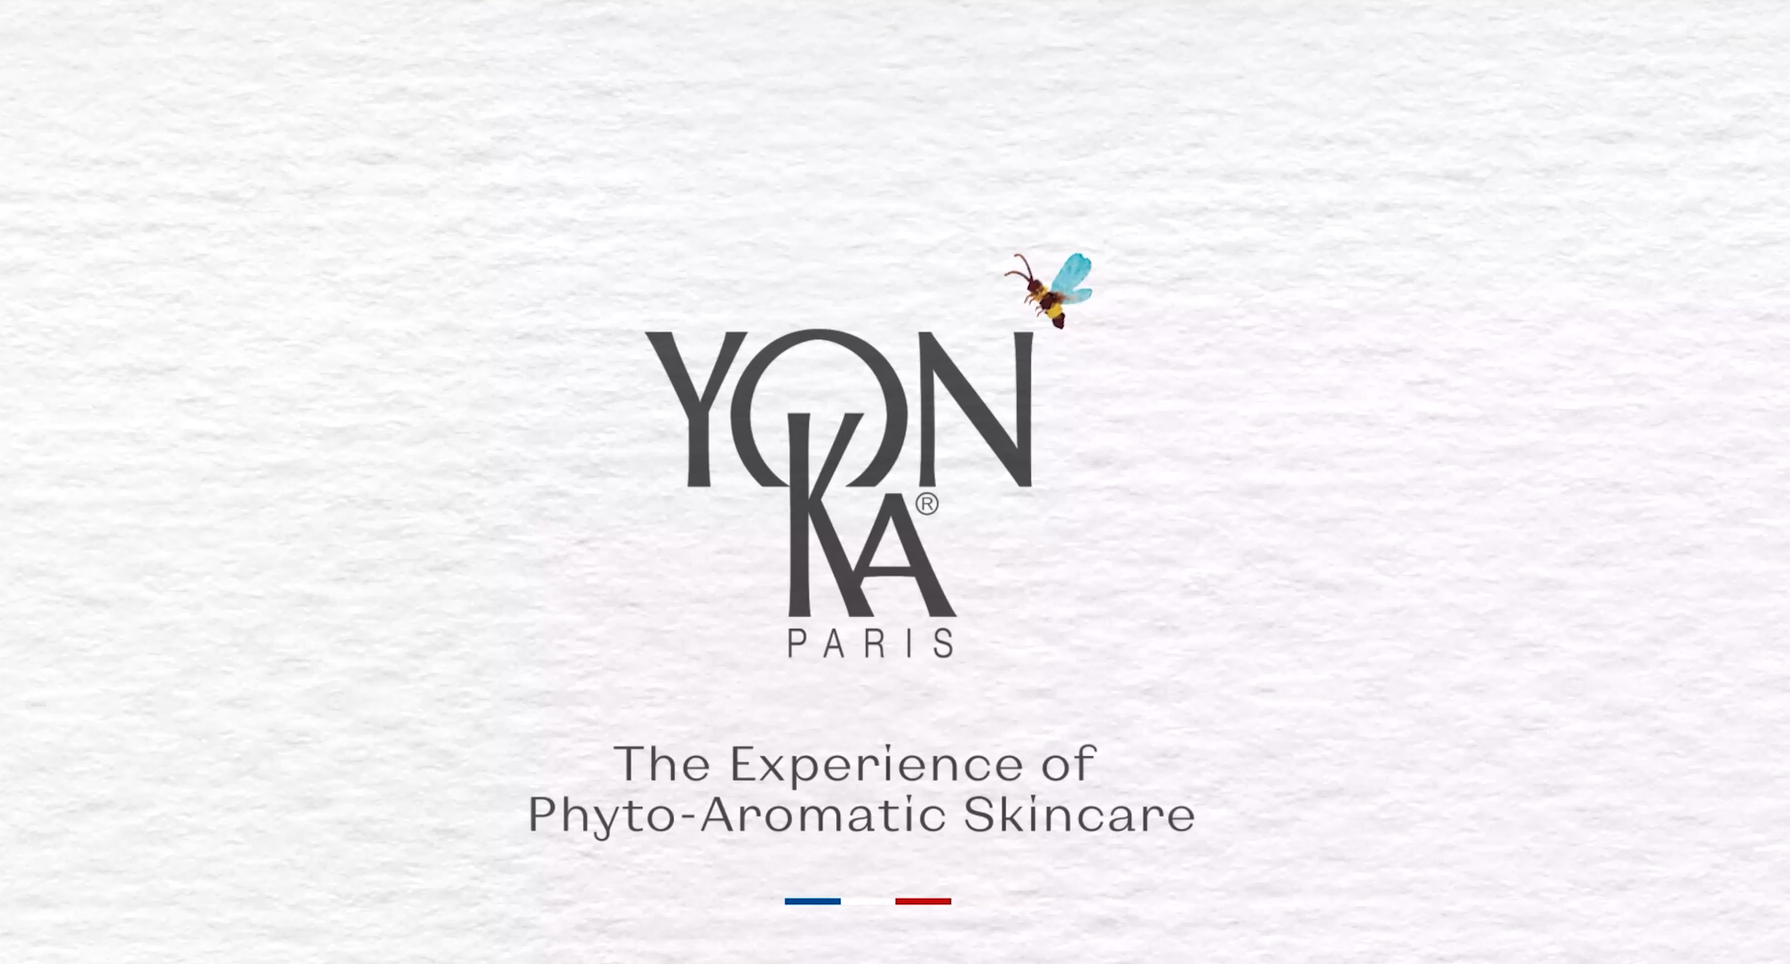 YON
KA®
PARIS
The Experience of
Phyto-Aromatic Skincare